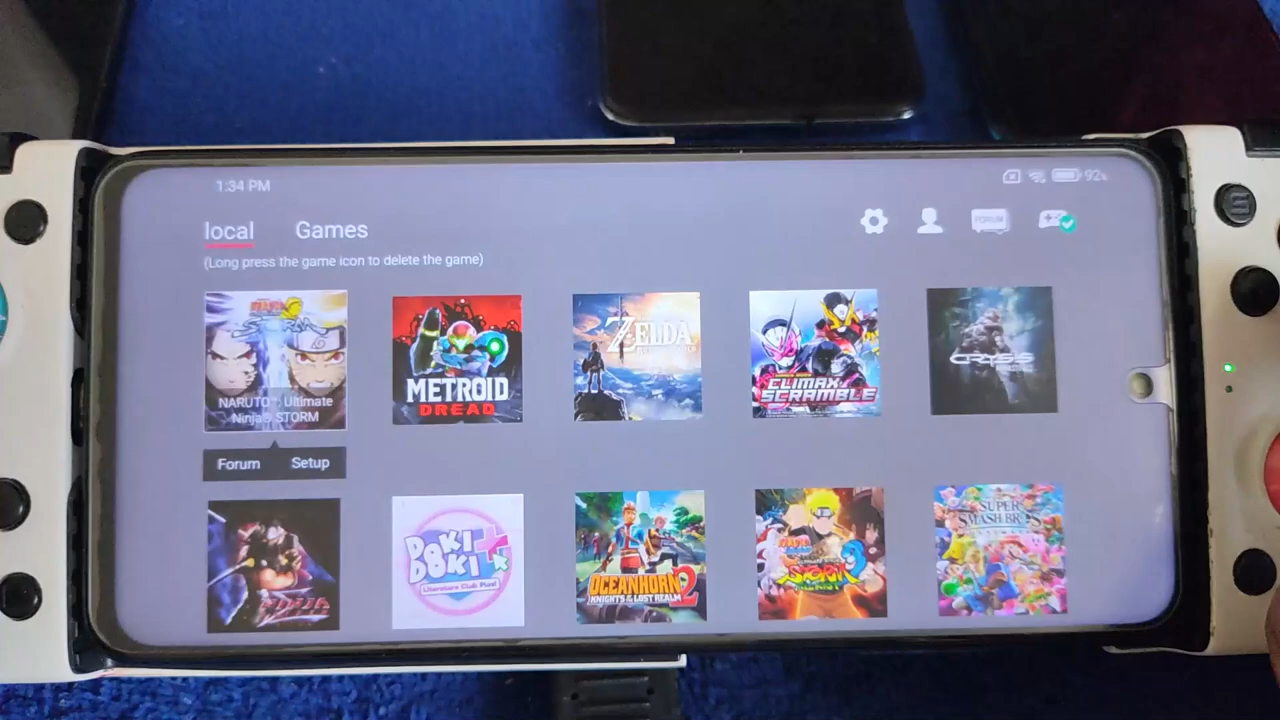 1:34 PM
92%
local
Games
FORUM
(Long press the game icon to delete the game)
STORM
NARUTO™: Ultimate
Ninja® STORM
METROID
DREAD
ZELDA
CLIMAX
SCRAMBLE
CRYSIS
Forum
Setup
NINJA
DOKI
DOKI
Literature Club Plus!
OCEANHORN 2
KNIGHTS OF THE LOST REALM
STORM 3
SUPER
SMASH BROS